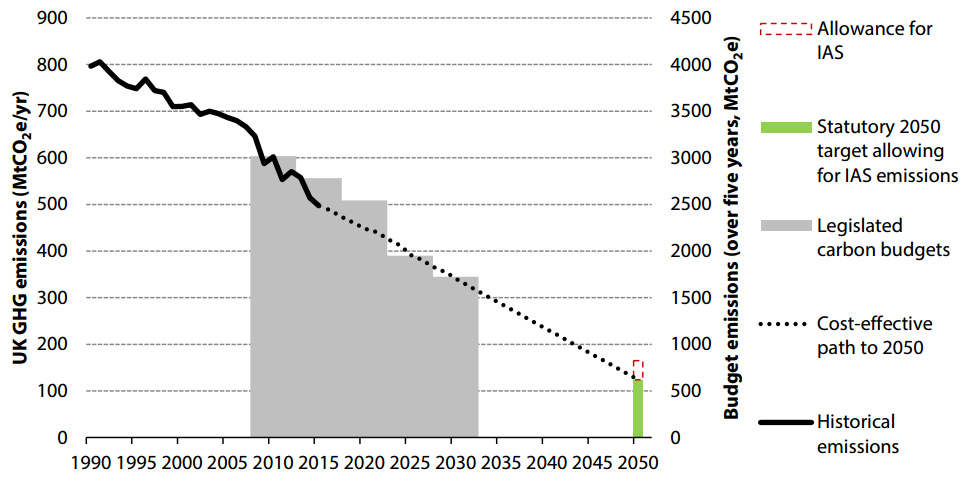 UK GHG emissions (MtCO₂e/yr)
900
800
700
600
500
400
300
200
100
0
1990 1995 2000 2005 2010 2015 2020 2025 2030 2035 2040 2045 2050
4500
4000
3500
3000
2500
2000
1500
1000
500
0
Budget emissions (over five years, MtCO₂e)
Allowance for
IAS
Statutory 2050
target allowing
for IAS emissions
Legislated
carbon budgets
Cost-effective
path to 2050
Historical
emissions